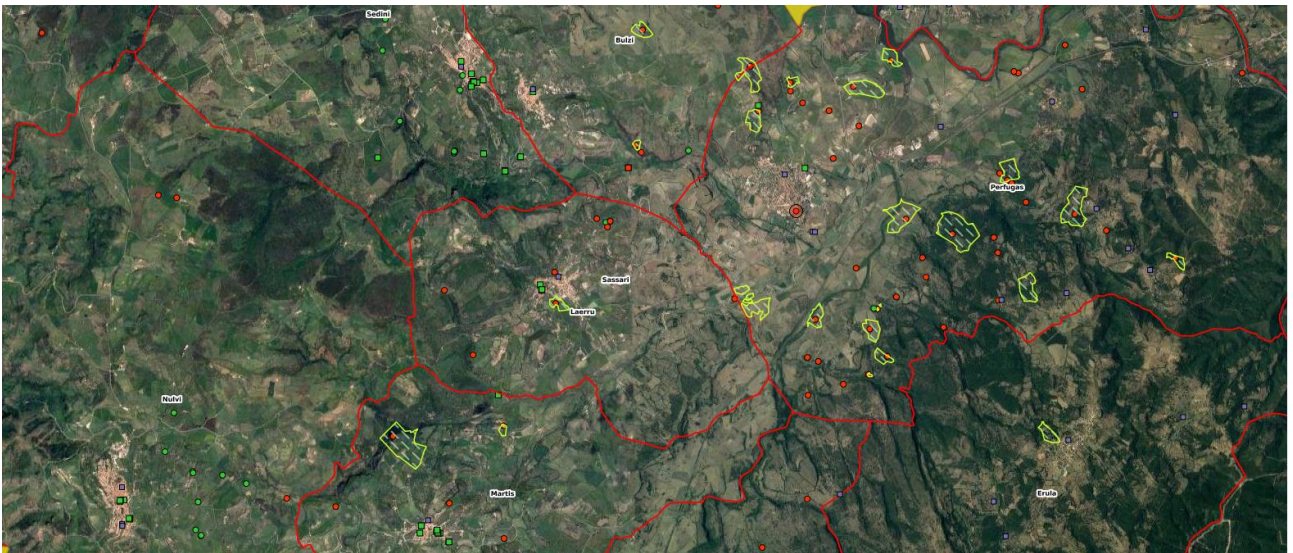 Sedini
Bulzi
Perfugas
Sassari
Laerru
Nulvi
Martis
Erula